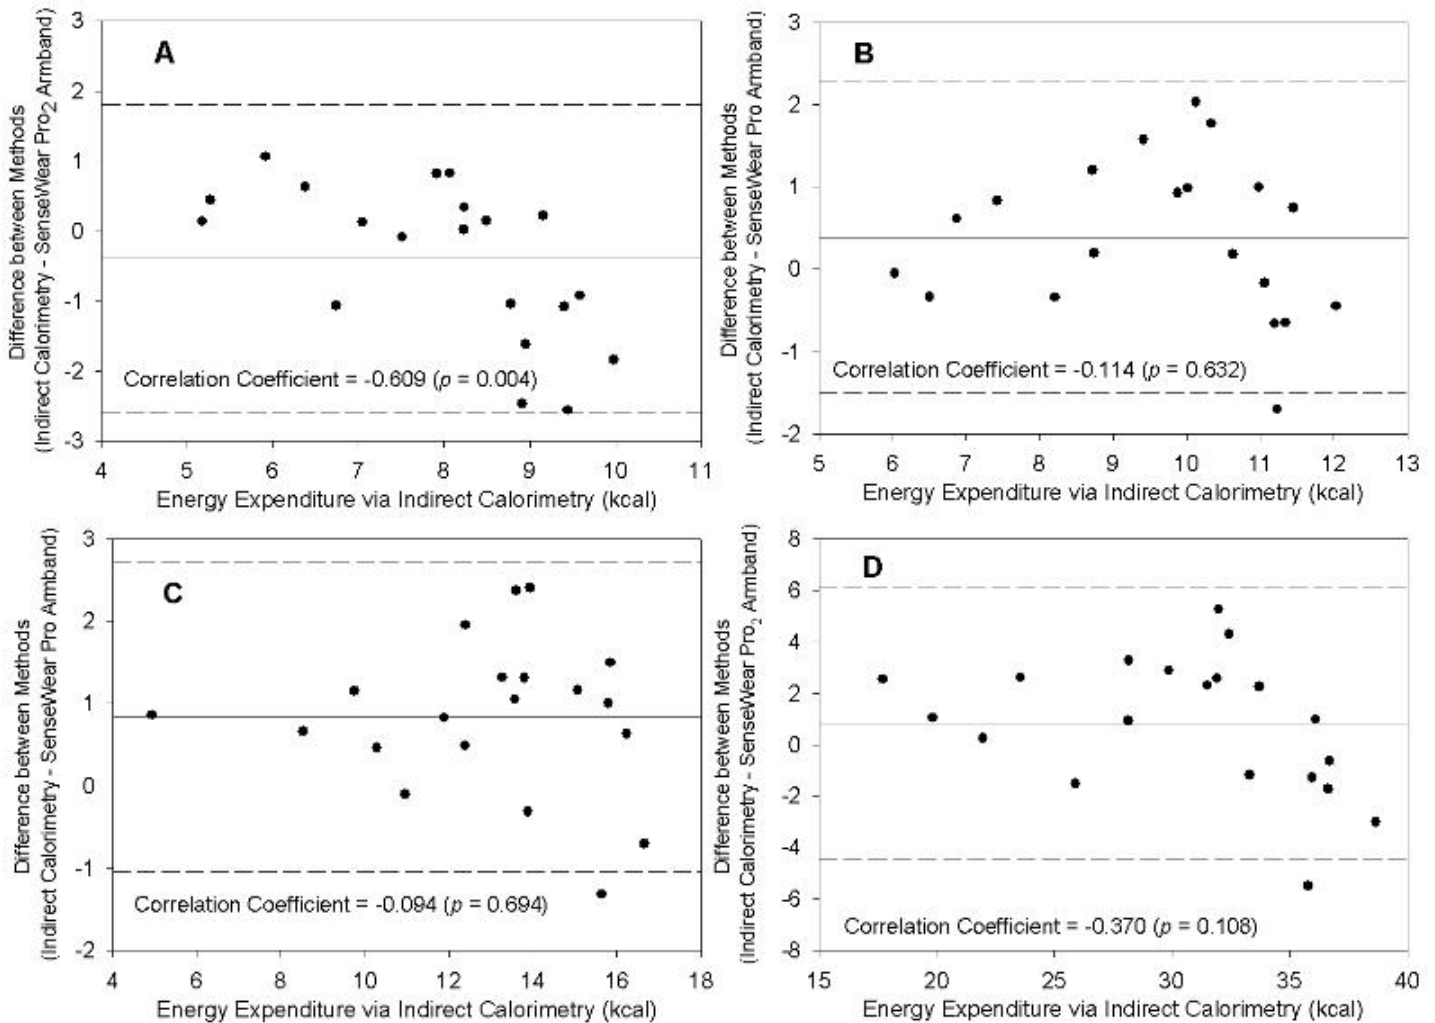 A
Difference between Methods
(Indirect Calorimetry - SenseWear Pro2 Armband)
3
2
1
0
-1
-2
-3
Correlation Coefficient = -0.609 (p = 0.004)
4 5 6 7 8 9 10 11
Energy Expenditure via Indirect Calorimetry (kcal)
B
Difference between Methods
(Indirect Calorimetry - SenseWear Pro Armband)
3
2
1
0
-1
-2
Correlation Coefficient = -0.114 (p = 0.632)
5 6 7 8 9 10 11 12 13
Energy Expenditure via Indirect Calorimetry (kcal)
C
Difference between Methods
(Indirect Calorimetry - SenseWear Pro Armband)
3
2
1
0
-1
-2
Correlation Coefficient = -0.094 (p = 0.694)
4 6 8 10 12 14 16 18
Energy Expenditure via Indirect Calorimetry (kcal)
D
Difference between Methods
(Indirect Calorimetry - SenseWear Pro2 Armband)
8
6
4
2
0
-2
-4
-6
-8
Correlation Coefficient = -0.370 (p = 0.108)
15 20 25 30 35 40
Energy Expenditure via Indirect Calorimetry (kcal)